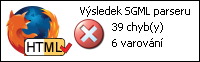 Výsledek SGML parseru
39 chyb(y)
6 varování
HTML